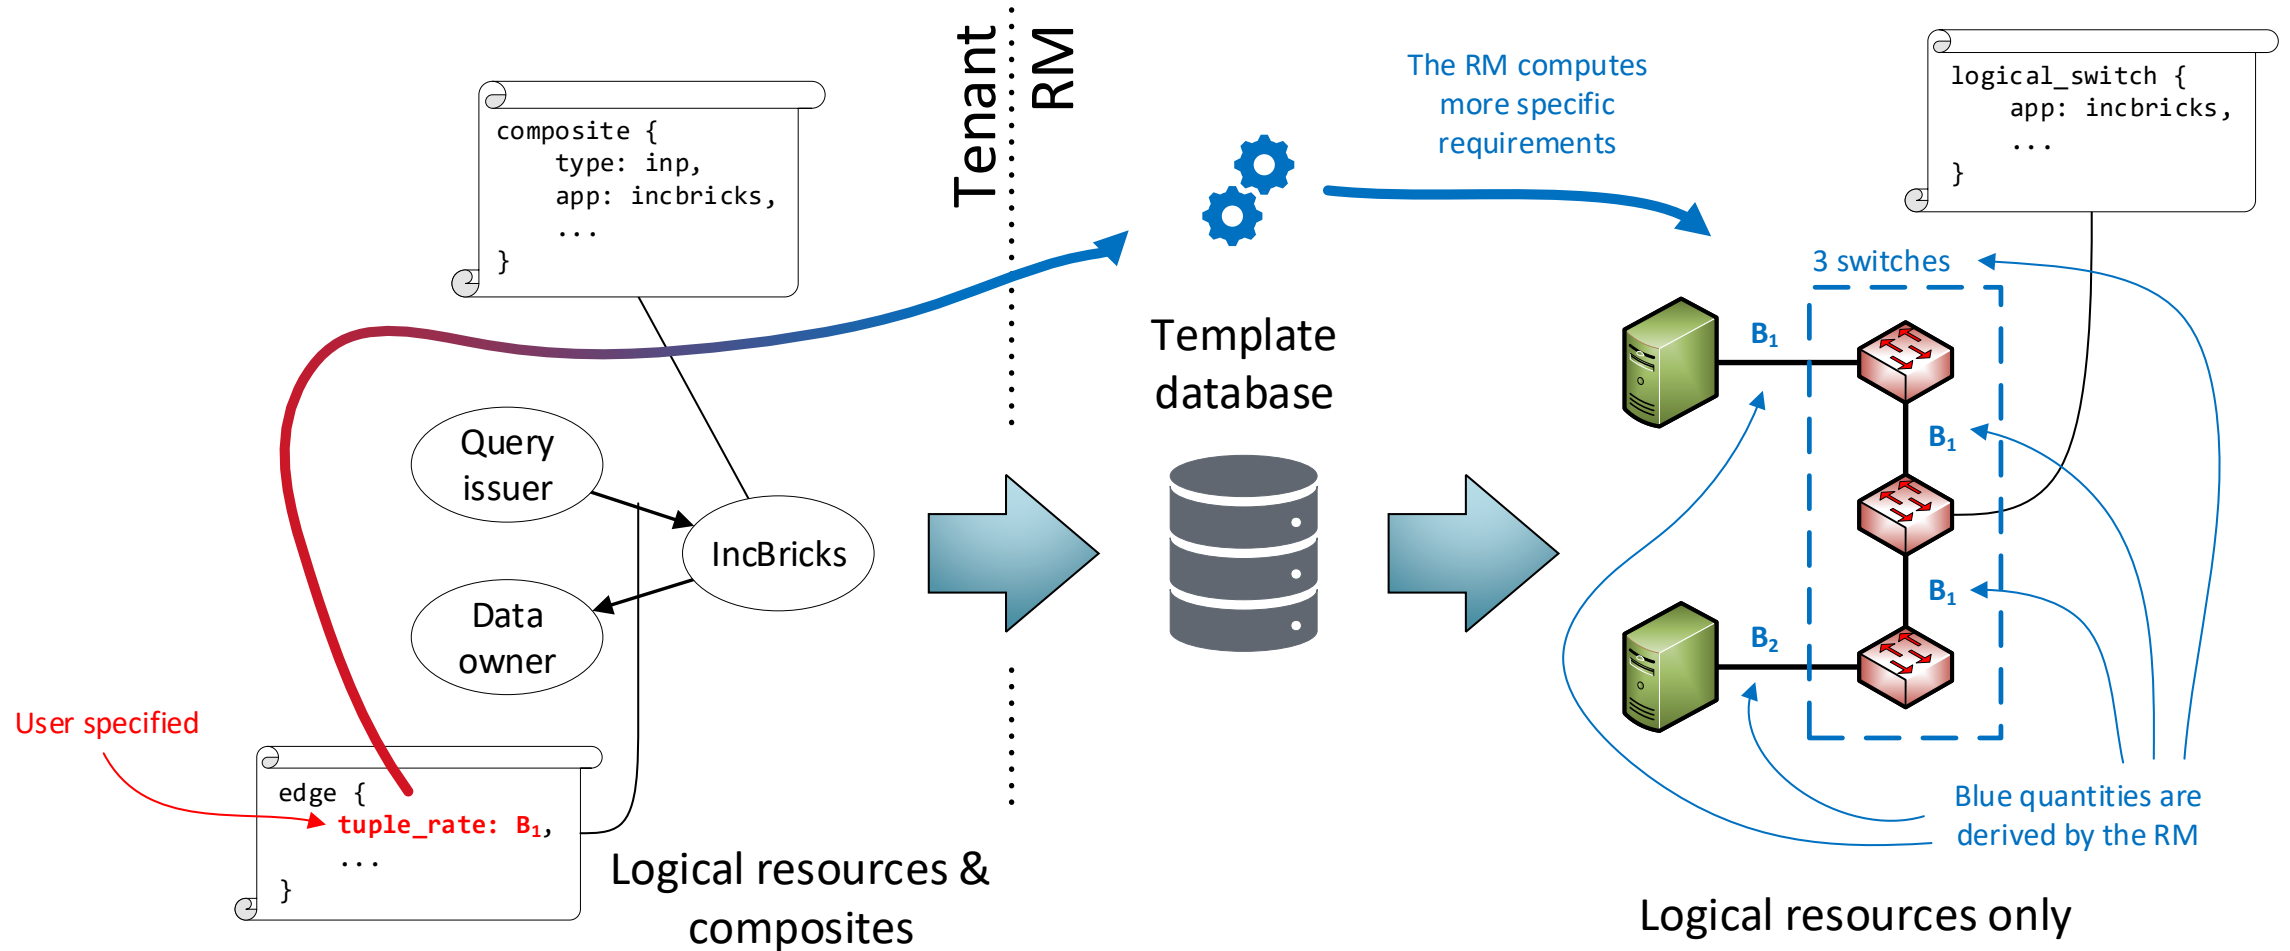 composite {
type: inp,
app: incbricks,
...
}
Tenant
RM
The RM computes
more specific
requirements
logical_switch {
app: incbricks,
...
}
3 switches
Template
database
B1
B1
B1
B2
Query
issuer
IncBricks
Data
owner
User specified
edge {
tuple_rate: B1,
...
}
Logical resources &
composites
Blue quantities are
derived by the RM
Logical resources only